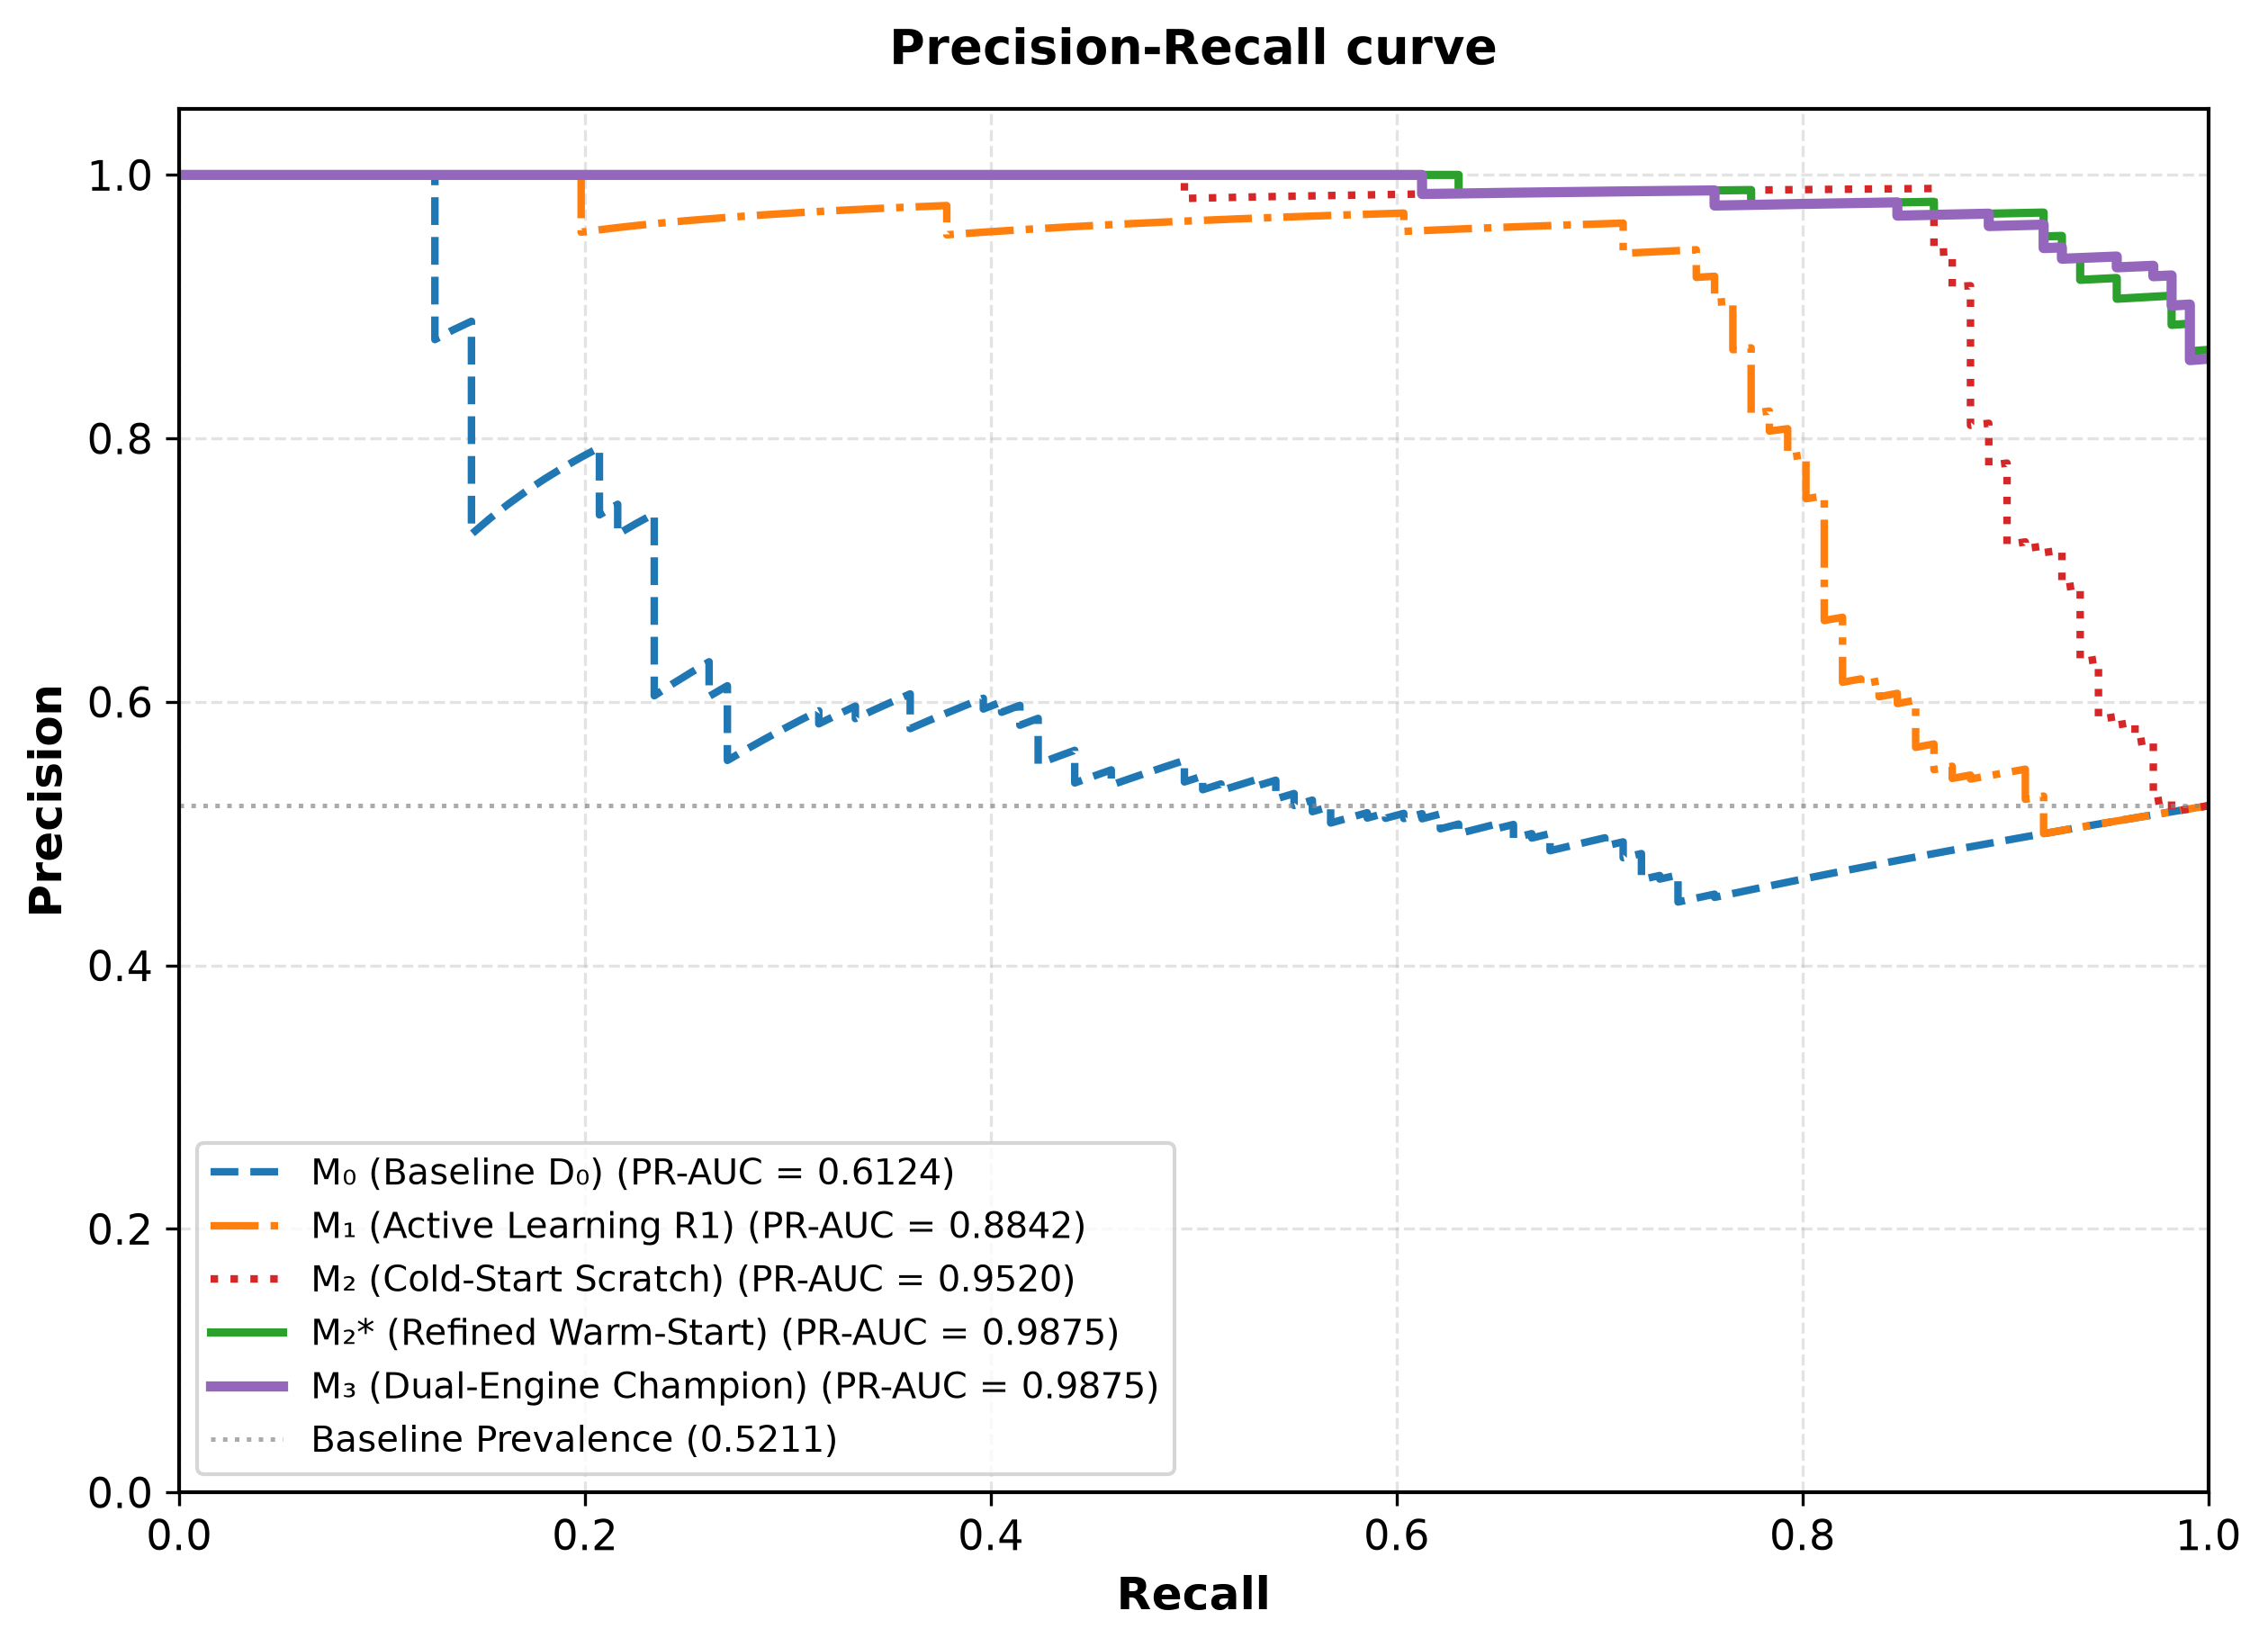 Precision-Recall curve
Precision
1.0
0.8
0.6
0.4
0.2
0.0
M₀ (Baseline D₀) (PR-AUC = 0.6124)
M₁ (Active Learning R1) (PR-AUC = 0.8842)
M₂ (Cold-Start Scratch) (PR-AUC = 0.9520)
M₂* (Refined Warm-Start) (PR-AUC = 0.9875)
M₃ (Dual-Engine Champion) (PR-AUC = 0.9875)
Baseline Prevalence (0.5211)
0.0 0.2 0.4 0.6 0.8 1.0
Recall